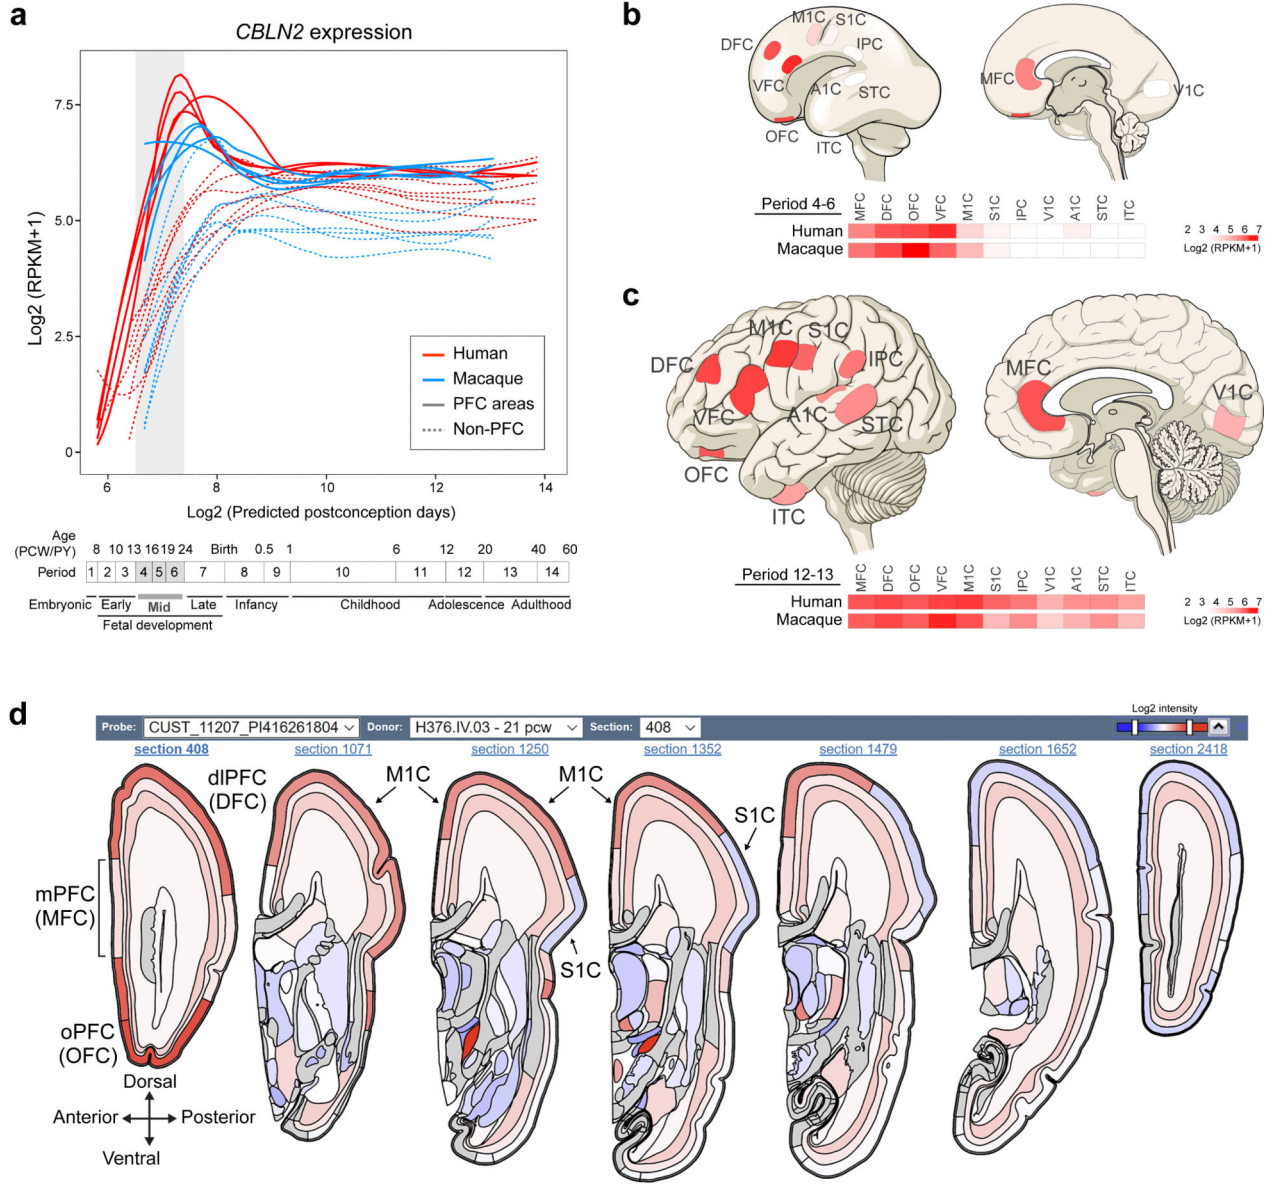 a
CBLN2 expression
7.5
5.0
2.5
0
Log2 (RPKM+1)
Human
Macaque
PFC areas
Non-PFC
6 8 10 12 14
Log2 (Predicted postconception days)
Age
(PCW/PY) 8 10 13 16 19 24 Birth 0.5 1 6 12 20 40 60
Period 1 2 3 4 5 6 7 8 9 10 11 12 13 14
Embryonic Early Mid Late Infancy Childhood Adolescence Adulthood
Fetal development
b
M1C S1C
DFC IPC
VFC A1C STC
OFC
ITC
MFC V1C
Period 4-6 MFC DFC OFC VFC M1C S1C IPC V1C A1C STC ITC
Human
Macaque
2 3 4 5 6 7
Log2 (RPKM+1)
c
M1C S1C
DFC IPC
VFC A1C STC
OFC
ITC
MFC V1C
Period 12-13 MFC DFC OFC VFC M1C S1C IPC V1C A1C STC ITC
Human
Macaque
2 3 4 5 6 7
Log2 (RPKM+1)
d
Probe: CUST_11207_PI416261804 Donor: H376.IV.03 - 21 pcw Section: 408
Log2 intensity
section 408 section 1071 section 1250 section 1352 section 1479 section 1652 section 2418
dlPFC
(DFC)
M1C
M1C
S1C
mPFC
(MFC)
S1C
oPFC
(OFC)
Dorsal
Anterior Posterior
Ventral